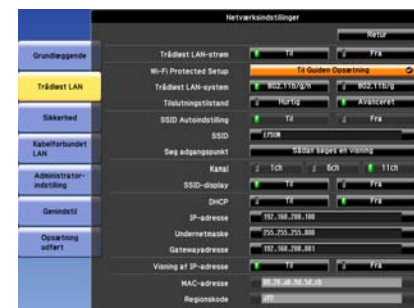 Netværksindstillinger
Retur
Grundlæggende
Trådløst LAN
Sikkerhed
Kabelforbundet LAN
Administrator-indstilling
Genindstil
Opsætning udført
Trådløst LAN-strøm Til Fra
Wi-Fi Protected Setup Til Guiden Opsætning
Trådløst LAN-system 802.11b/g/n 802.11b/g
Tilslutningstilstand Hurtig Avanceret
SSID Autoindstilling Til Fra
SSID EPSON
Søg adgangspunkt Sådan søges en visning
Kanal 1ch 6ch 11ch
SSID-display Til Fra
DHCP Til Fra
IP-adresse 192.168.200.100
Undernetmaske 255.255.255.000
Gatewayadresse 192.168.200.001
Visning af IP-adresse Til Fra
MAC-adresse
Regionskode